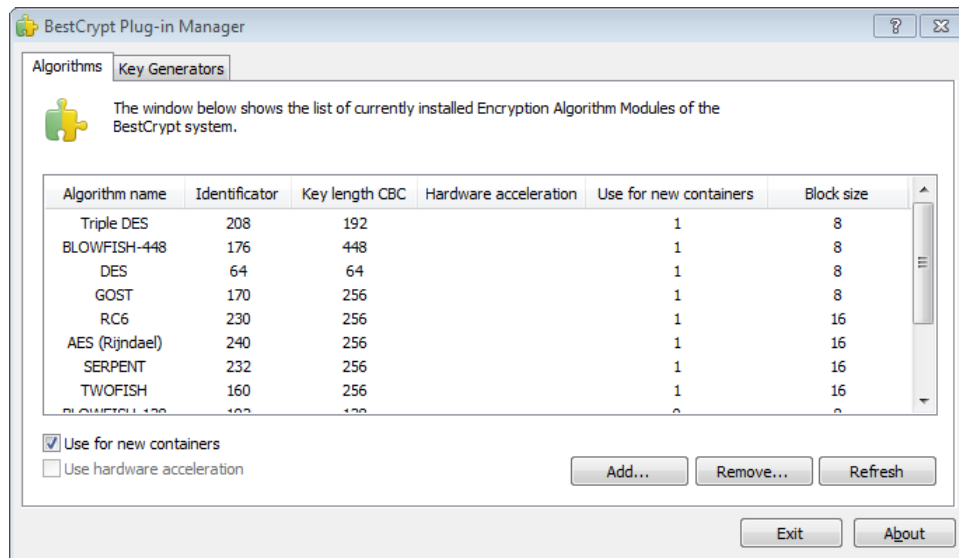 BestCrypt Plug-in Manager
Algorithms Key Generators
The window below shows the list of currently installed Encryption Algorithm Modules of the
BestCrypt system.
Algorithm name Identificator Key length CBC Hardware acceleration Use for new containers Block size
Triple DES 208 192 1 8
BLOWFISH-448 176 448 1 8
DES 64 64 1 8
GOST 170 256 1 8
RC6 230 256 1 16
AES (Rijndael) 240 256 1 16
SERPENT 232 256 1 16
TWOFISH 160 256 1 16
Use for new containers
Use hardware acceleration
Add... Remove... Refresh
Exit About